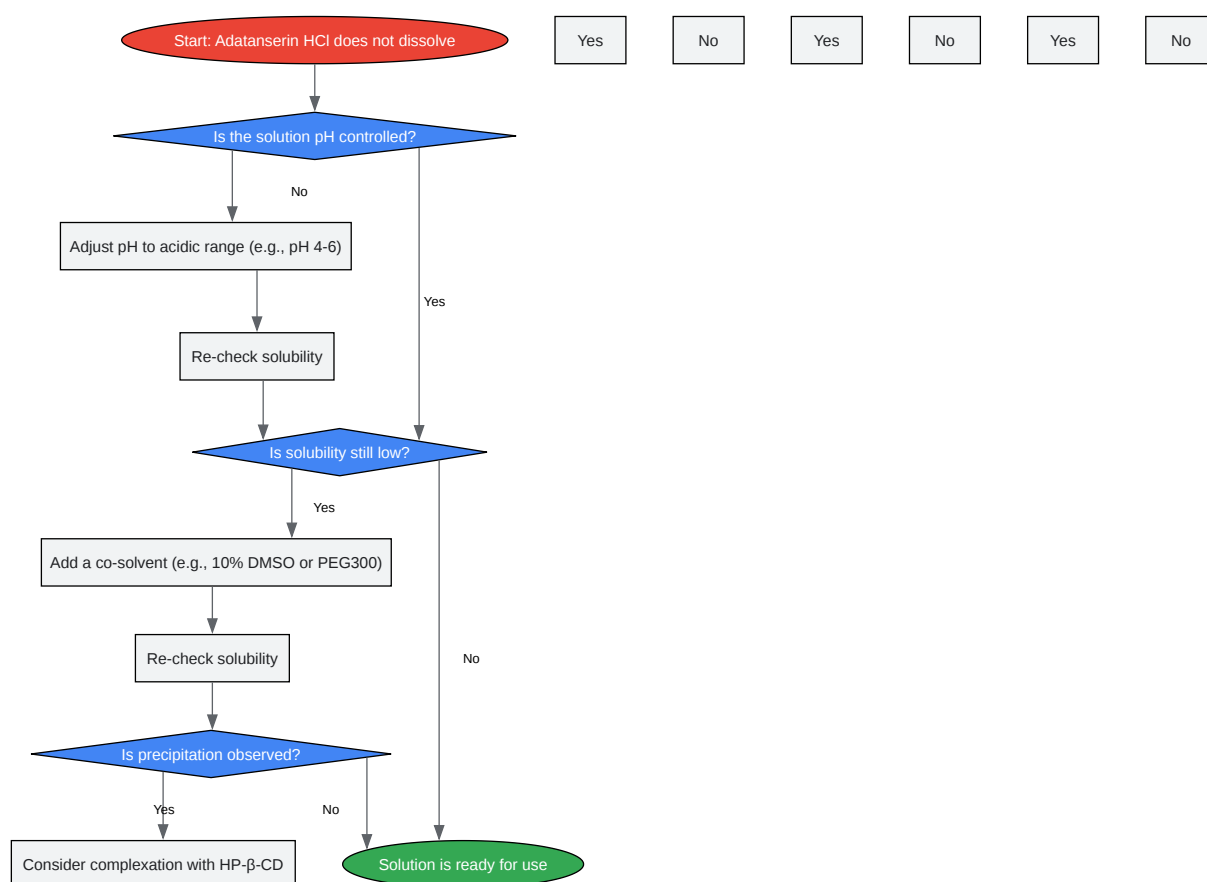 Start: Adatanserin HCl does not dissolve
Yes
No
Yes
No
Yes
No
Is the solution pH controlled?
No
Adjust pH to acidic range (e.g., pH 4-6)
Yes
Re-check solubility
Is solubility still low?
Yes
Add a co-solvent (e.g., 10% DMSO or PEG300)
Re-check solubility
No
Is precipitation observed?
Yes
No
Consider complexation with HP-β-CD
Solution is ready for use